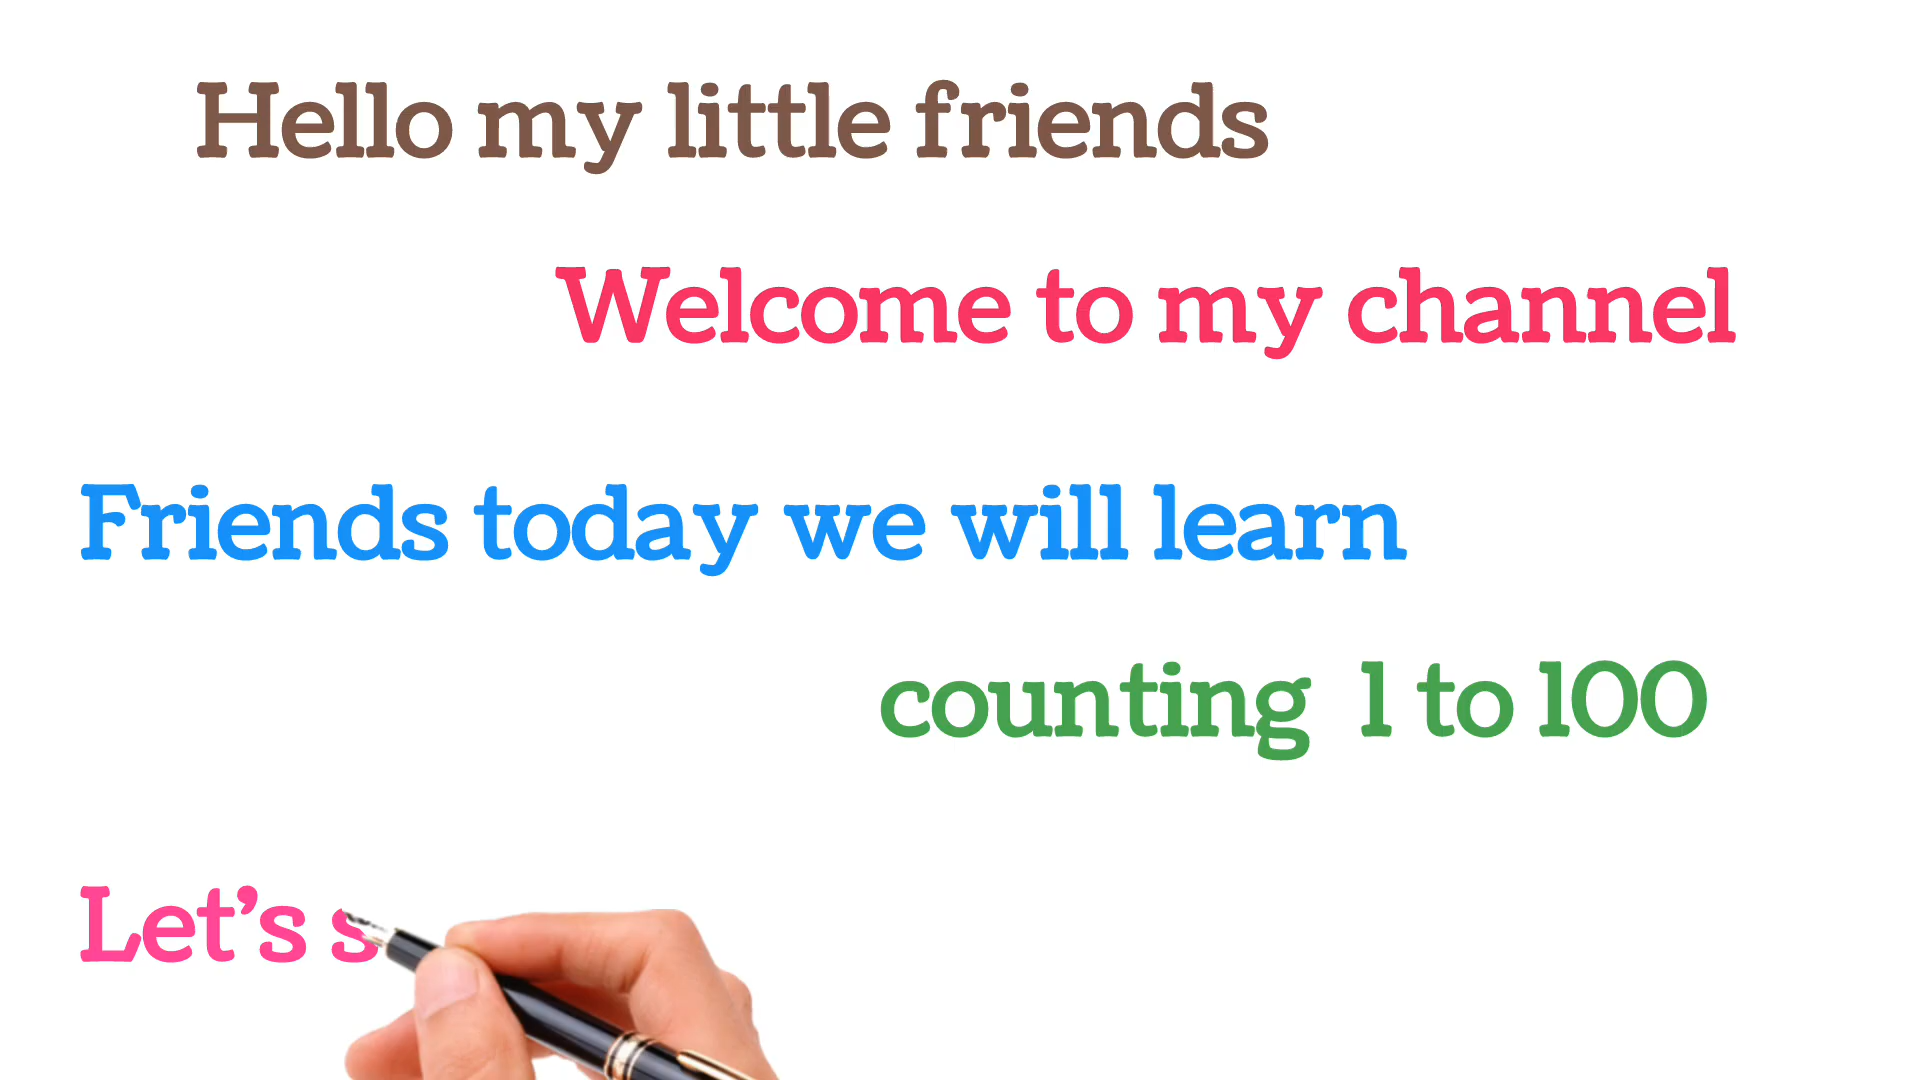 Hello my little friends
Welcome to my channel
Friends today we will learn
counting 1 to 100
Let's s